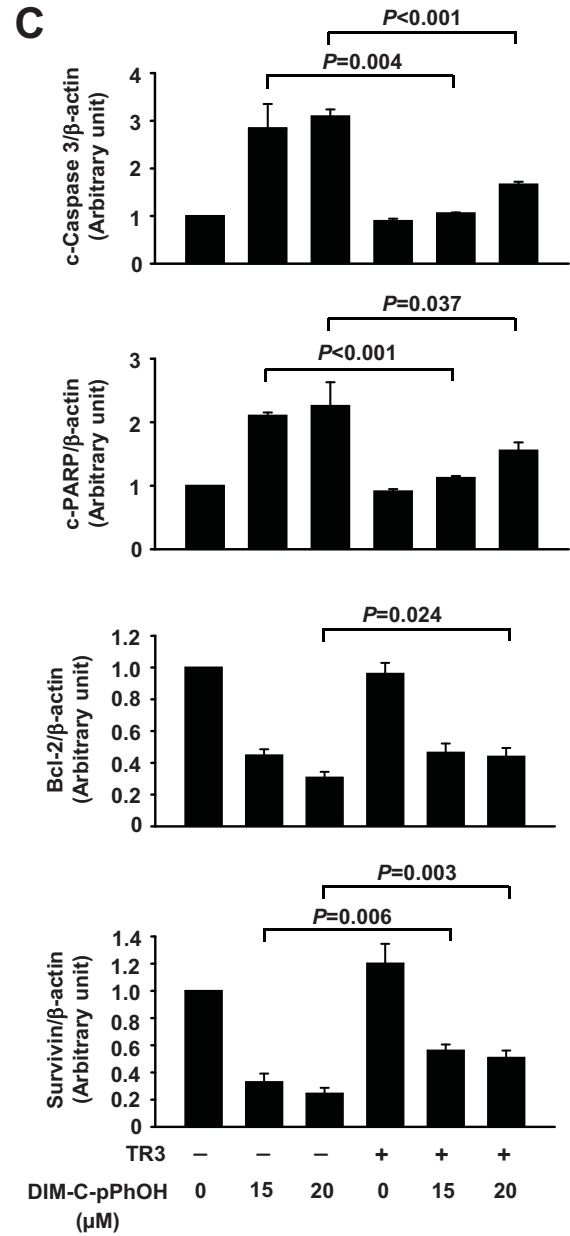 C
P<0.001
P=0.004
c-Caspase 3/β-actin
(Arbitrary unit)
4
3
2
1
0
P=0.037
P<0.001
c-PARP/β-actin
(Arbitrary unit)
3
2
1
0
P=0.024
Bcl-2/β-actin
(Arbitrary unit)
1.2
1.0
0.8
0.6
0.4
0.2
0
P=0.003
P=0.006
Survivin/β-actin
(Arbitrary unit)
1.4
1.2
1.0
0.8
0.6
0.4
0.2
0
TR3 – – – + + +
DIM-C-pPhOH 0 15 20 0 15 20
(μM)